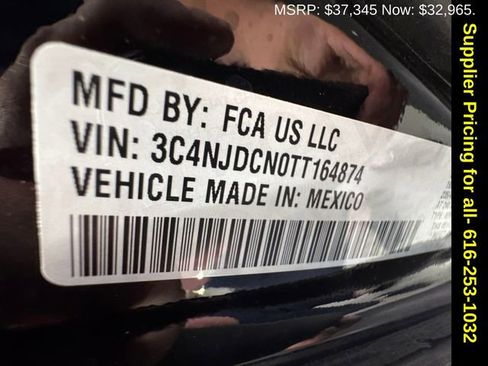 MSRP: $37,345 Now: $32,965.
MFD BY: FCA US LLC
VIN: 3C4NJDCN0TT164874
VEHICLE MADE IN: MEXICO
Supplier Pricing for all- 616-253-1032